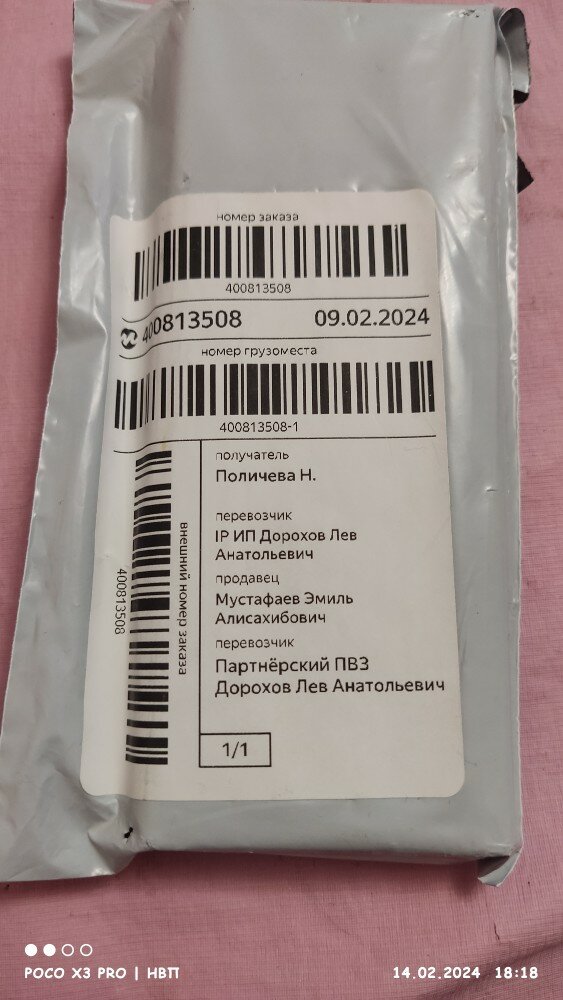 номер заказа
400813508
400813508 09.02.2024
номер грузоместа
400813508-1
получатель
Поличева Н.
перевозчик
IP ИП Дорохов Лев
Анатольевич
продавец
Мустафаев Эмиль
Алисахибович
перевозчик
Партнёрский ПВЗ
Дорохов Лев Анатольевич
внешний номер заказа
400813508
1/1
POCO X3 PRO | НВП
14.02.2024 18:18